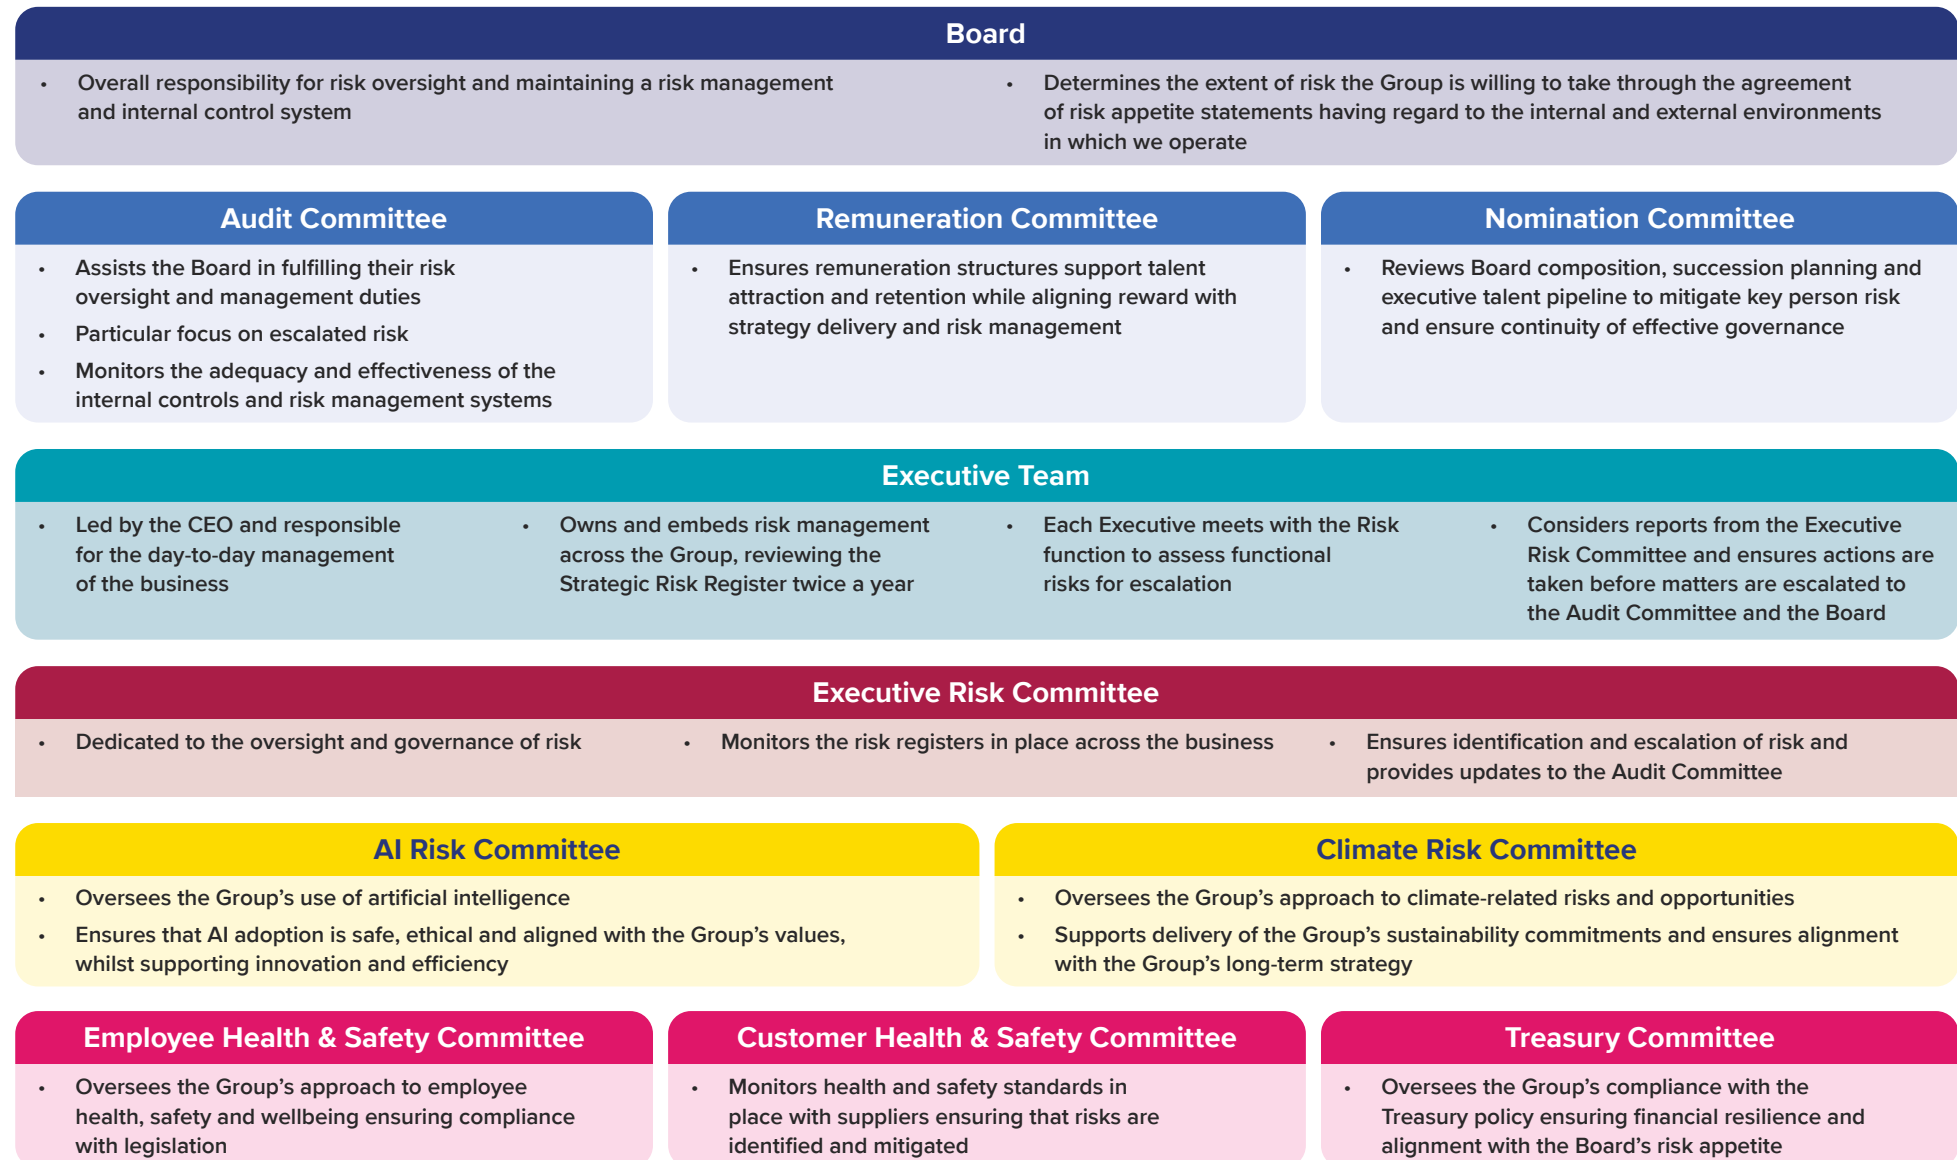 Board
• Overall responsibility for risk oversight and maintaining a risk management
and internal control system
• Determines the extent of risk the Group is willing to take through the agreement
of risk appetite statements having regard to the internal and external environments
in which we operate
Audit Committee
• Assists the Board in fulfilling their risk
oversight and management duties
• Particular focus on escalated risk
• Monitors the adequacy and effectiveness of the
internal controls and risk management systems
Remuneration Committee
• Ensures remuneration structures support talent
attraction and retention while aligning reward with
strategy delivery and risk management
Nomination Committee
• Reviews Board composition, succession planning and
executive talent pipeline to mitigate key person risk
and ensure continuity of effective governance
Executive Team
• Led by the CEO and responsible
for the day-to-day management
of the business
• Owns and embeds risk management
across the Group, reviewing the
Strategic Risk Register twice a year
• Each Executive meets with the Risk
function to assess functional
risks for escalation
• Considers reports from the Executive
Risk Committee and ensures actions are
taken before matters are escalated to
the Audit Committee and the Board
Executive Risk Committee
• Dedicated to the oversight and governance of risk
• Monitors the risk registers in place across the business
• Ensures identification and escalation of risk and
provides updates to the Audit Committee
AI Risk Committee
• Oversees the Group’s use of artificial intelligence
• Ensures that AI adoption is safe, ethical and aligned with the Group’s values,
whilst supporting innovation and efficiency
Climate Risk Committee
• Oversees the Group’s approach to climate-related risks and opportunities
• Supports delivery of the Group’s sustainability commitments and ensures alignment
with the Group’s long-term strategy
Employee Health & Safety Committee
• Oversees the Group’s approach to employee
health, safety and wellbeing ensuring compliance
with legislation
Customer Health & Safety Committee
• Monitors health and safety standards in
place with suppliers ensuring that risks are
identified and mitigated
Treasury Committee
• Oversees the Group’s compliance with the
Treasury policy ensuring financial resilience and
alignment with the Board’s risk appetite